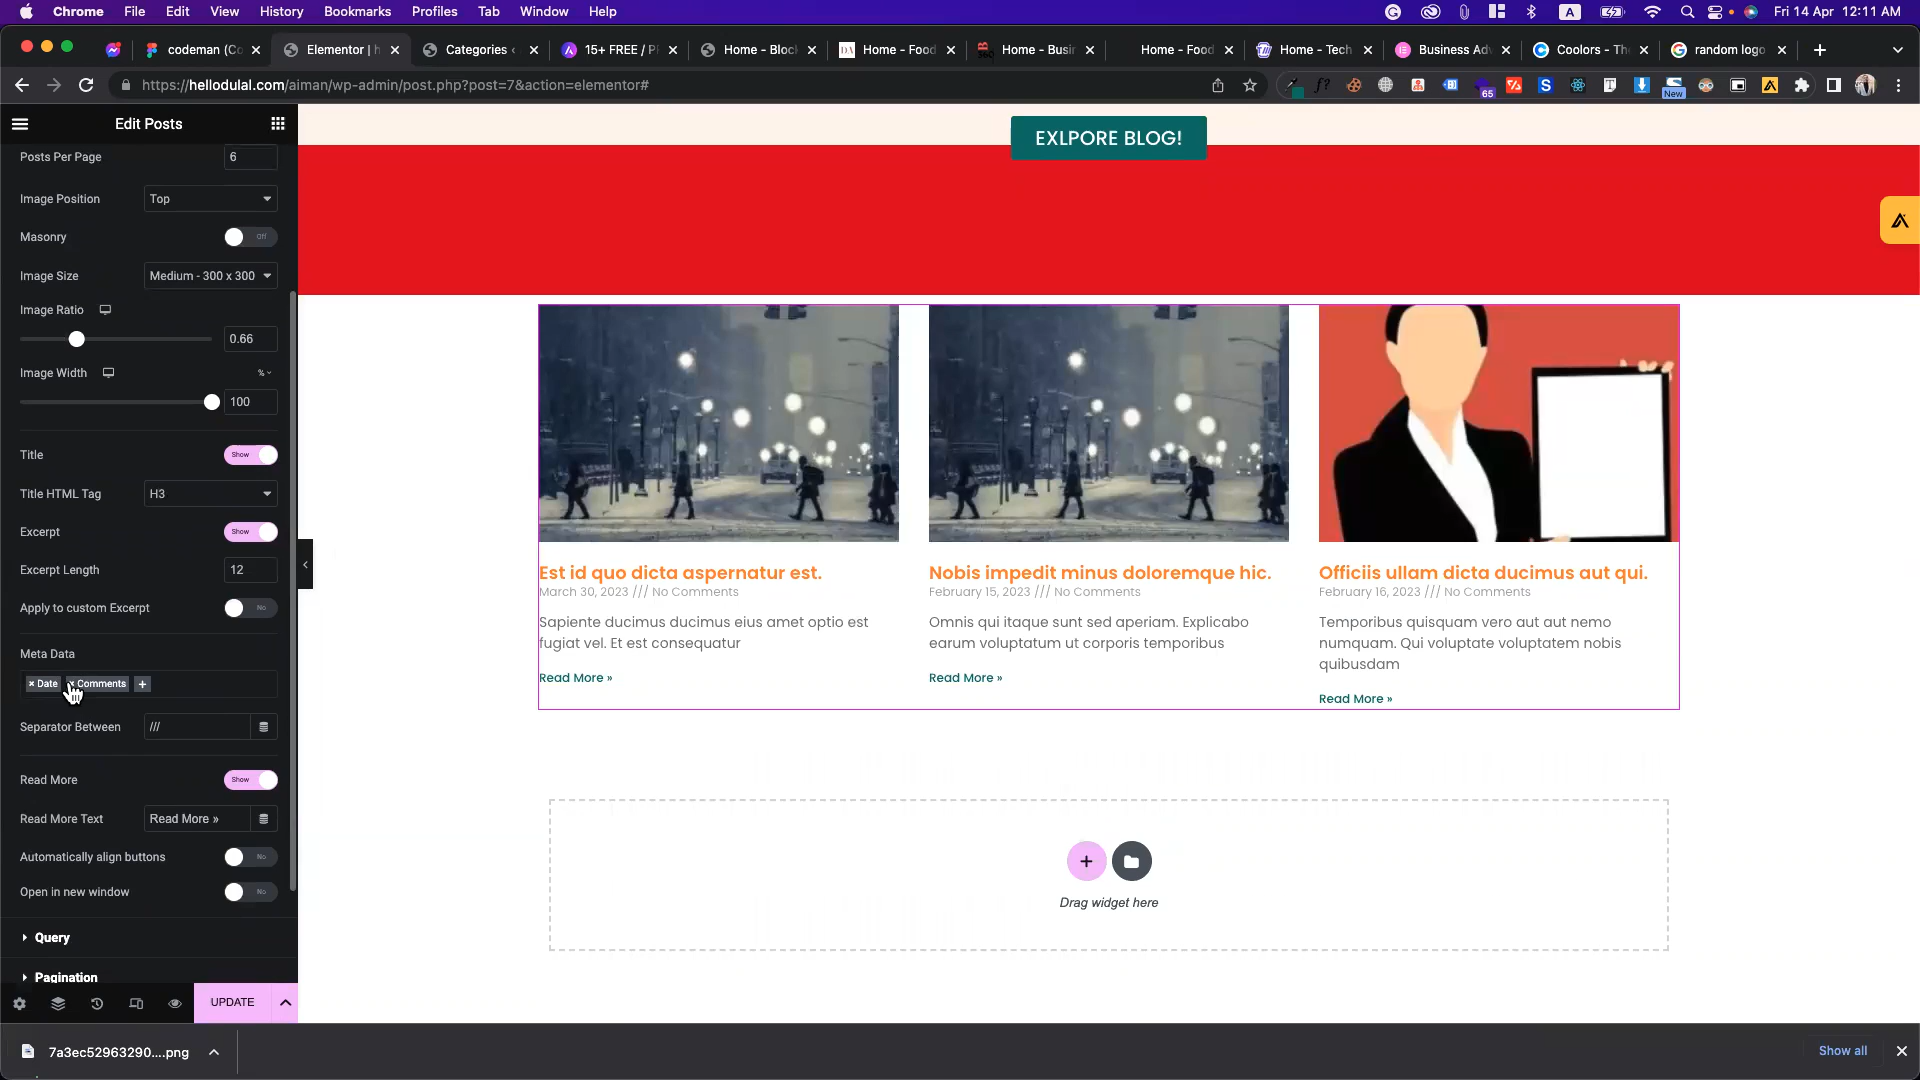 Chrome File Edit View History Bookmarks Profiles Tab Window Help
A
Fri 14 Apr 12:11 AM
codeman (Co
Elementor | h
Categories ‹
15+ FREE / P
Home - Bloc
DA
Home - Food
Home - Busi
Home - Food
Home - Tech
Business Adv
Coolors - The
random logo
https://hellodulal.com/aiman/wp-admin/post.php?post=7&action=elementor#
f?
65
New
Edit Posts
EXLPORE BLOG!
Posts Per Page 6
Image Position Top
Masonry Off
Image Size Medium - 300 x 300
Image Ratio
0.66
Image Width %
100
Title Show
Title HTML Tag H3
Excerpt Show
Excerpt Length 12
Apply to custom Excerpt No
Meta Data
× Date × Comments +
Separator Between ///
Read More Show
Read More Text Read More »
Automatically align buttons No
Open in new window No
Query
Pagination
UPDATE
Est id quo dicta aspernatur est.
March 30, 2023 /// No Comments
Sapiente ducimus ducimus eius amet optio est
fugiat vel. Et est consequatur
Read More »
Nobis impedit minus doloremque hic.
February 15, 2023 /// No Comments
Omnis qui itaque sunt sed aperiam. Explicabo
earum voluptatum ut corporis temporibus
Read More »
Officiis ullam dicta ducimus aut qui.
February 16, 2023 /// No Comments
Temporibus quisquam vero aut aut nemo
numquam. Qui voluptate voluptatem nobis
quibusdam
Read More »
Drag widget here
7a3ec52963290....png
Show all